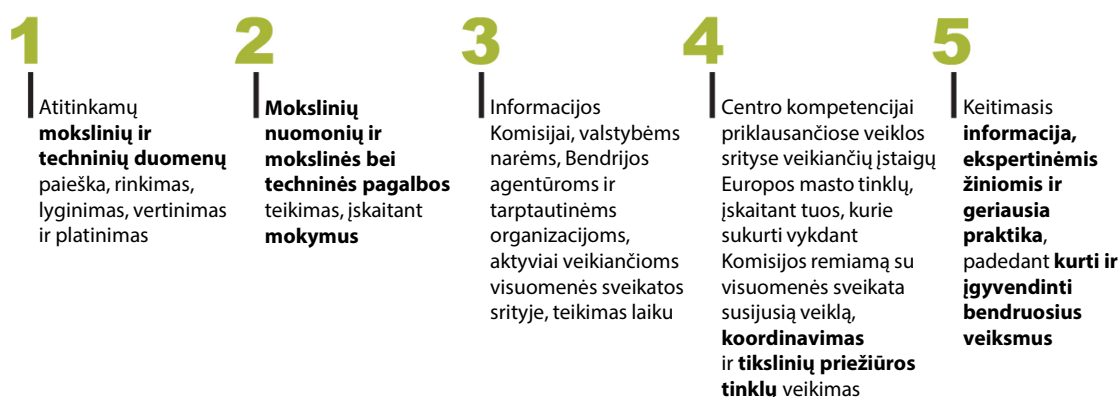 1
Atitinkamų
mokslinių ir
techninių duomenų
paieška, rinkimas,
lyginimas, vertinimas
ir platinimas
2
Mokslinių
nuomonių ir
mokslinės bei
techninės pagalbos
teikimas, įskaitant
mokymus
3
Informacijos
Komisijai, valstybėms
narėms, Bendrijos
agentūroms ir
tarptautinėms
organizacijoms,
aktyviai veikiančioms
visuomenės sveikatos
srityje, teikimas laiku
4
Centro kompetencijai
priklausančiose veiklos
srityse veikiančių įstaigų
Europos masto tinklų,
įskaitant tuos, kurie
sukurti vykdant
Komisijos remiamą su
visuomenės sveikata
susijusią veiklą,
koordinavimas
ir tikslinių priežiūros
tinklų veikimas
5
Keitimasis
informacija,
ekspertinėmis
žiniomis ir
geriausia
praktika,
padedant kurti ir
įgyvendinti
bendruosius
veiksmus